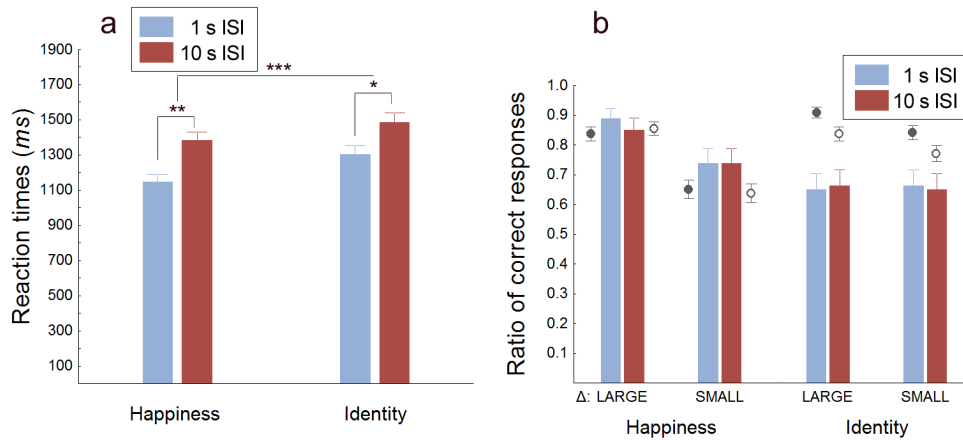 a
1 s ISI
10 s ISI
1900
1700
1500
1300
1100
900
700
500
300
100
Reaction times (ms)
***
**
*
Happiness
Identity
b
1 s ISI
10 s ISI
1.0
0.9
0.8
0.7
0.6
0.5
0.4
0.3
0.2
0.1
Ratio of correct responses
Δ: LARGE SMALL LARGE SMALL
Happiness Identity